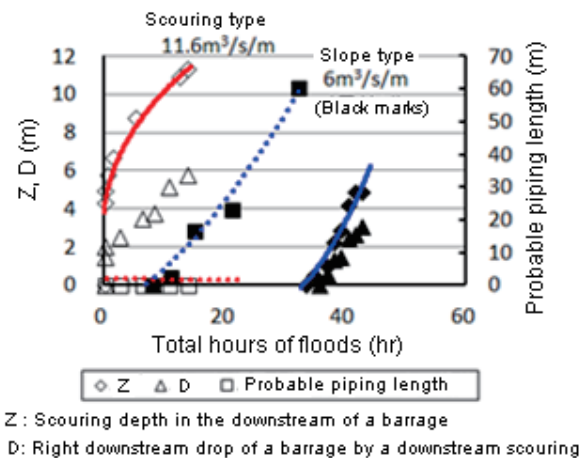 Scouring type
11.6m³/s/m
Slope type
6m³/s/m
(Black marks)
Z, D (m)
12
10
8
6
4
2
0
Probable piping length (m)
70
60
50
40
30
20
10
0
0 20 40 60
Total hours of floods (hr)
◇ Z △ D □ Probable piping length
Z : Scouring depth in the downstream of a barrage
D: Right downstream drop of a barrage by a downstream scouring